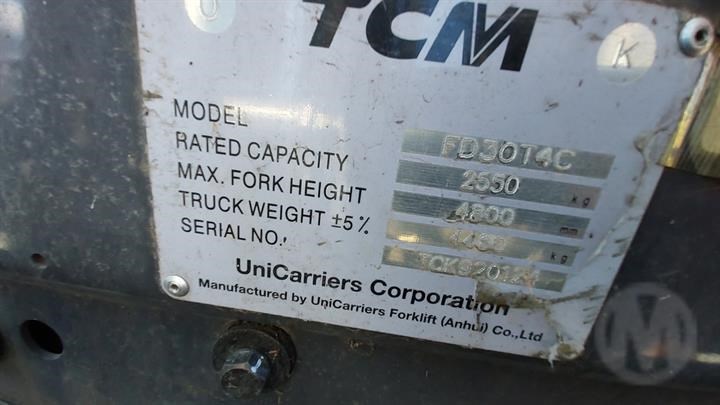 TCM
K
MODEL FD30T4C
RATED CAPACITY 2550 kg
MAX. FORK HEIGHT 4800 mm
TRUCK WEIGHT ±5% kg
SERIAL NO.
UniCarriers Corporation
Manufactured by UniCarriers Forklift (Anhui) Co.,Ltd
M